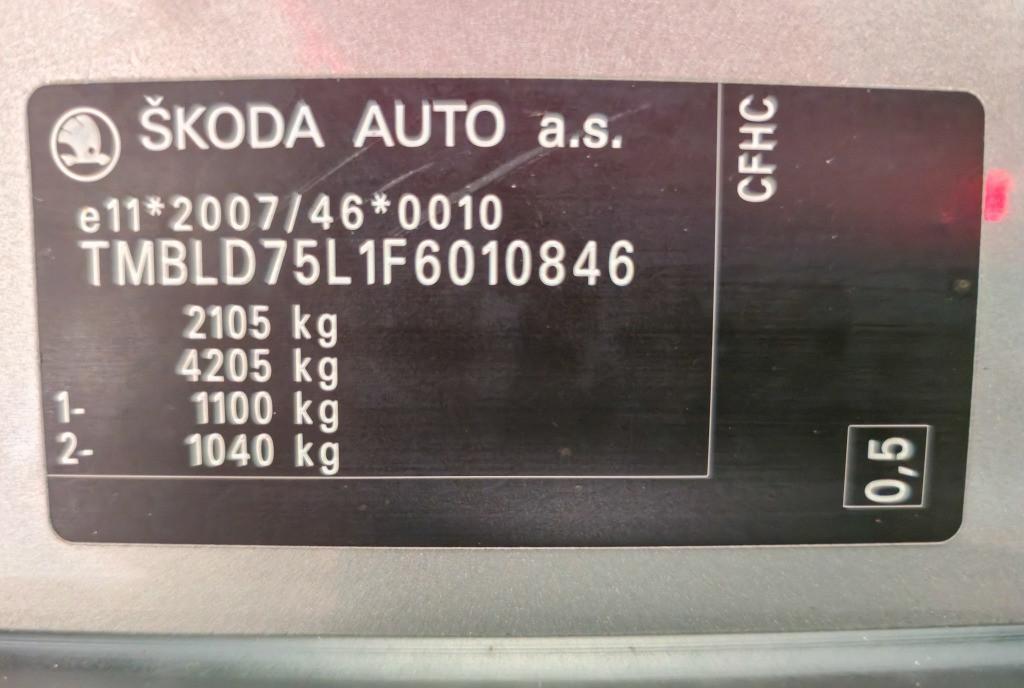 ŠKODA AUTO a.s.
e11*2007/46*0010
TMBLD75L1F6010846
2105 kg
4205 kg
1- 1100 kg
2- 1040 kg
CFHC
0,5